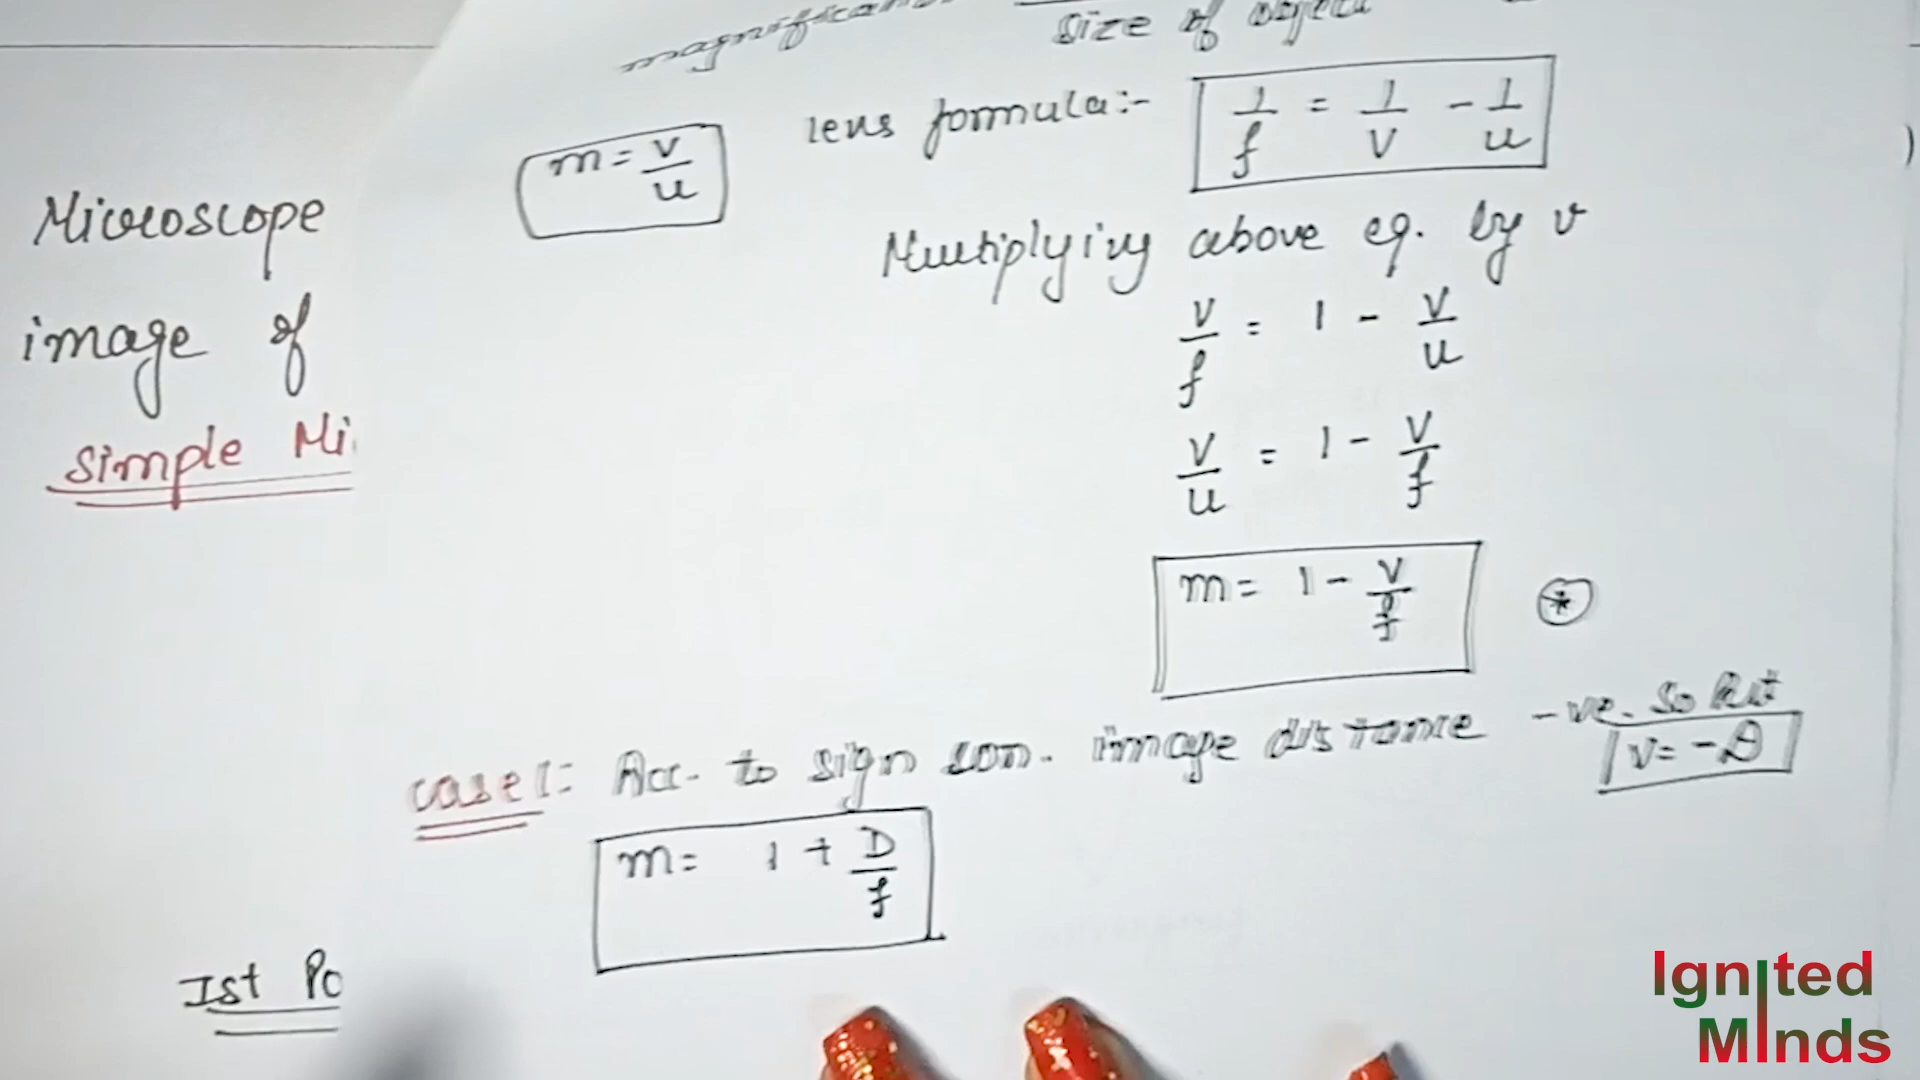 size of object
lens formula:- 1/f = 1/v - 1/u
m = v/u
Multiplying above eq. by v
v/f = 1 - v/u
v/u = 1 - v/f
m = 1 - v/f
case 1: Acc. to sign con. image distance -ve. So Put
v = -D
m = 1 + D/f
Microscope
image of
Simple Mi
Ist Po
Ignited
Minds